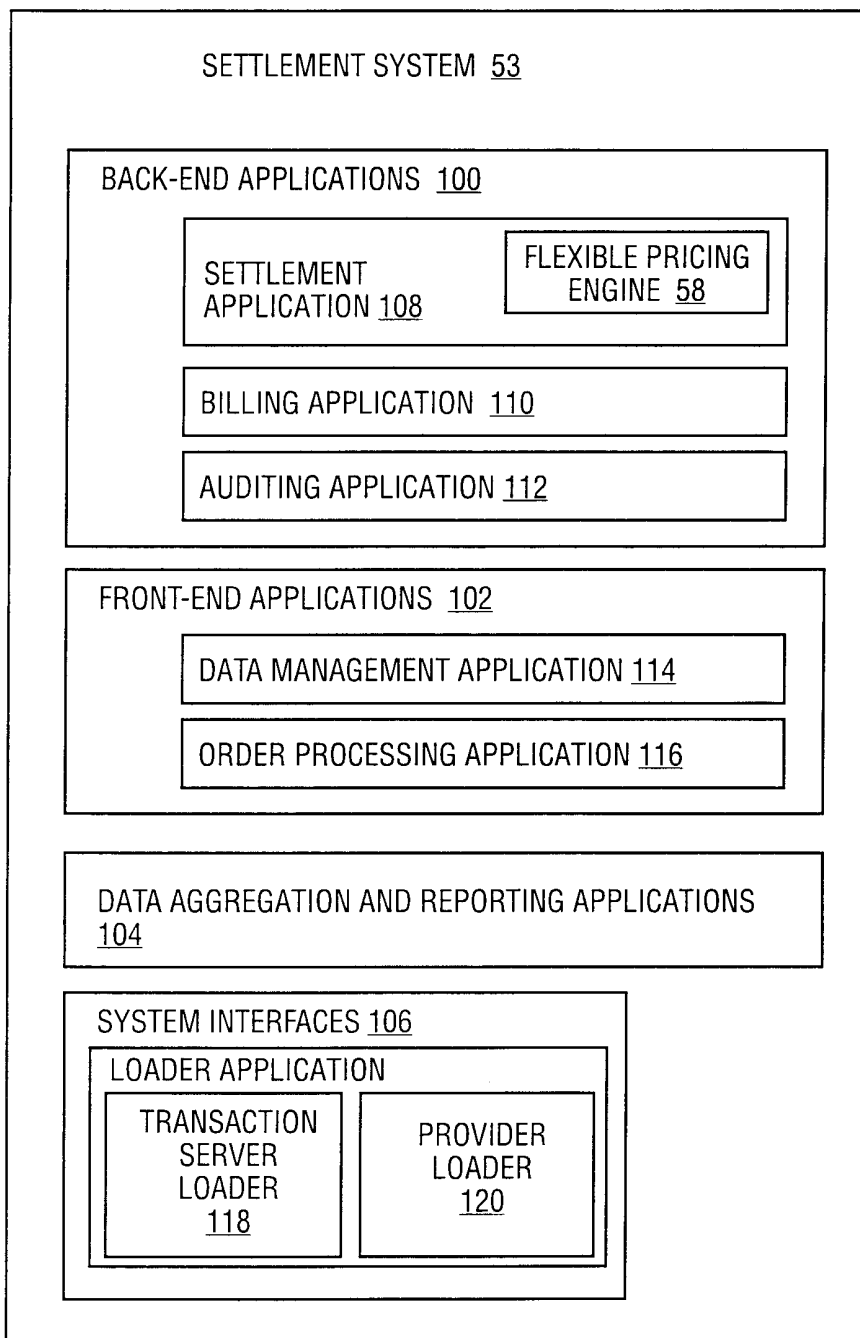 SETTLEMENT SYSTEM 53
BACK-END APPLICATIONS 100
SETTLEMENT
APPLICATION 108
FLEXIBLE PRICING
ENGINE 58
BILLING APPLICATION 110
AUDITING APPLICATION 112
FRONT-END APPLICATIONS 102
DATA MANAGEMENT APPLICATION 114
ORDER PROCESSING APPLICATION 116
DATA AGGREGATION AND REPORTING APPLICATIONS
104
SYSTEM INTERFACES 106
LOADER APPLICATION
TRANSACTION
SERVER
LOADER
118
PROVIDER
LOADER
120